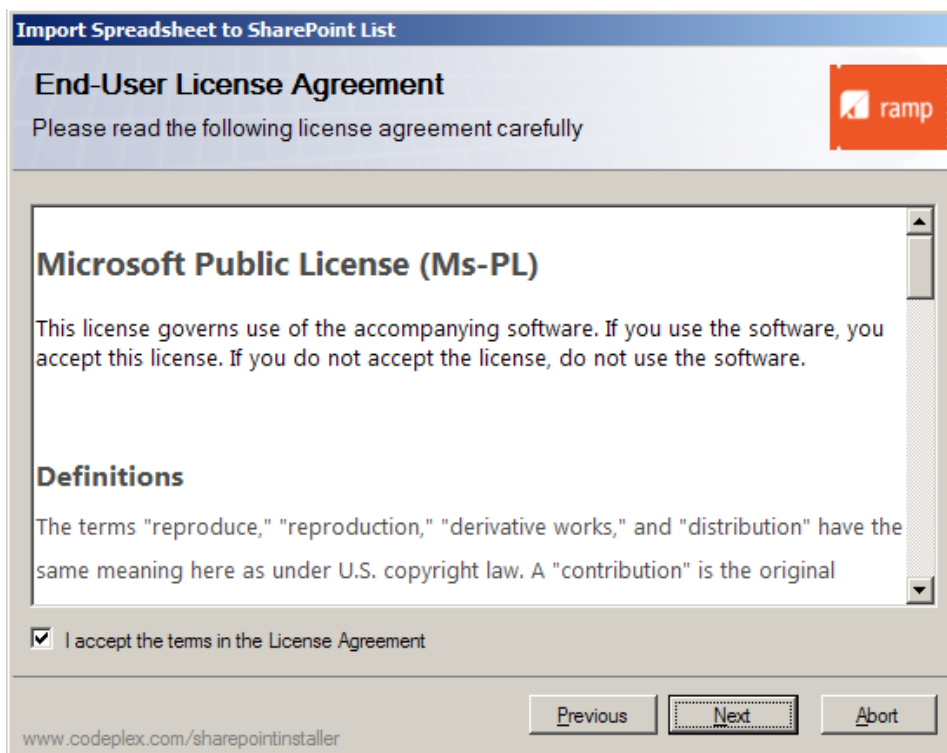 Import Spreadsheet to SharePoint List
End-User License Agreement
Please read the following license agreement carefully
ramp
Microsoft Public License (Ms-PL)
This license governs use of the accompanying software. If you use the software, you
accept this license. If you do not accept the license, do not use the software.
Definitions
The terms "reproduce," "reproduction," "derivative works," and "distribution" have the
same meaning here as under U.S. copyright law. A "contribution" is the original
I accept the terms in the License Agreement
Previous Next Abort
www.codeplex.com/sharepointinstaller